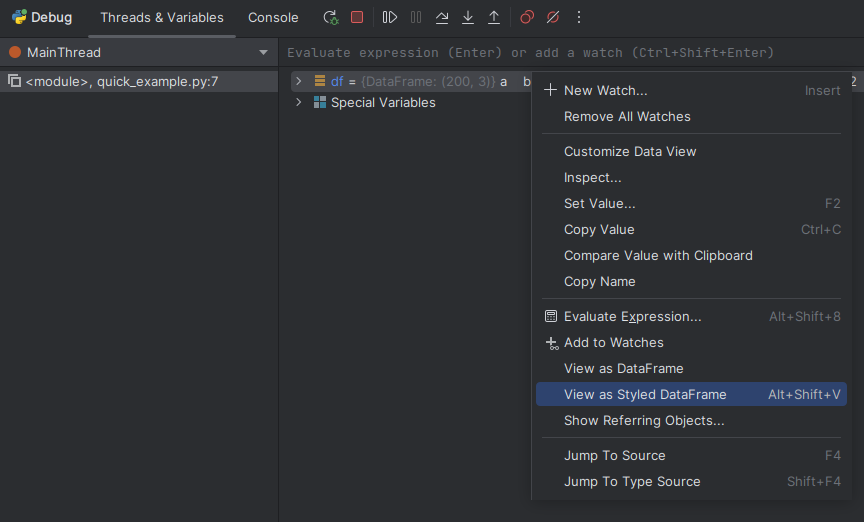 Debug Threads & Variables Console
MainThread
Evaluate expression (Enter) or add a watch (Ctrl+Shift+Enter)
<module>, quick_example.py:7
df = {DataFrame: (200, 3)} a b 2
Special Variables
New Watch... Insert
Remove All Watches
Customize Data View
Inspect...
Set Value... F2
Copy Value Ctrl+C
Compare Value with Clipboard
Copy Name
Evaluate Expression... Alt+Shift+8
Add to Watches
View as DataFrame
View as Styled DataFrame Alt+Shift+V
Show Referring Objects...
Jump To Source F4
Jump To Type Source Shift+F4